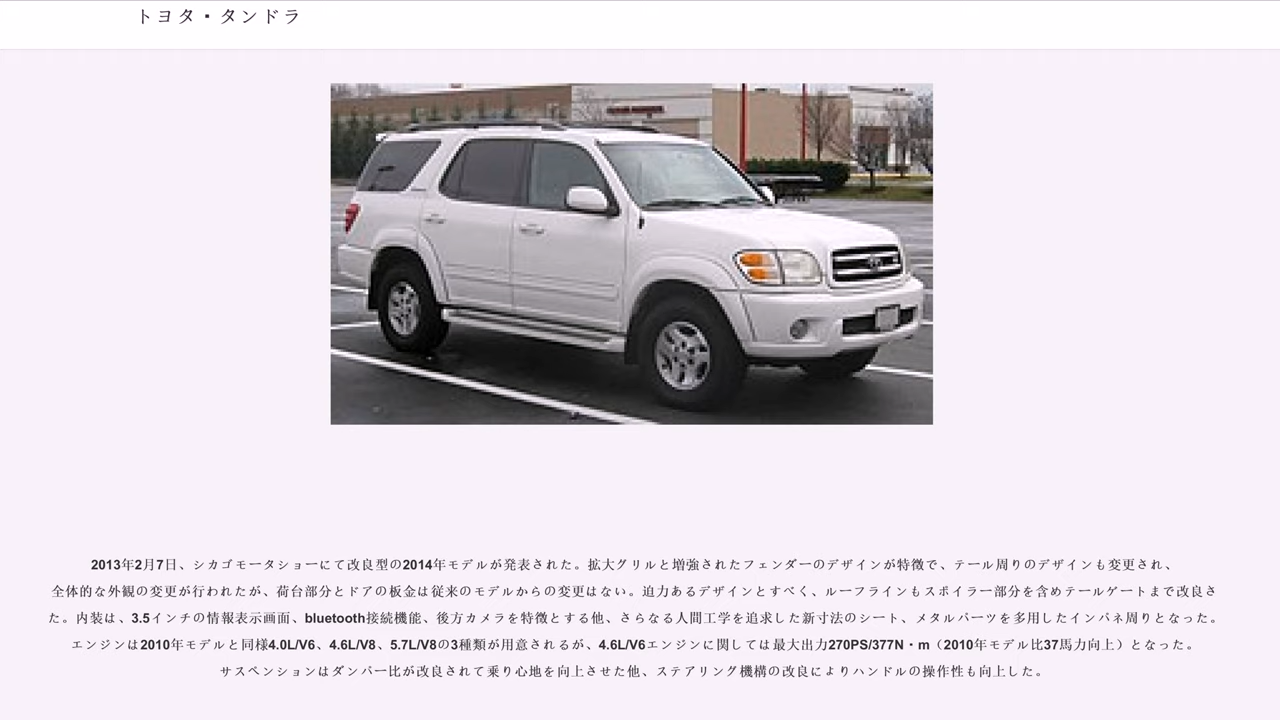 トヨタ・タンドラ
2013年2月7日、シカゴモータショーにて改良型の2014年モデルが発表された。拡大グリルと増強されたフェンダーのデザインが特徴で、テール周りのデザインも変更され、
全体的な外観の変更が行われたが、荷台部分とドアの板金は従来のモデルからの変更はない。迫力あるデザインとすべく、ルーフラインもスポイラー部分を含めテールゲートまで改良さ
た。内装は、3.5インチの情報表示画面、bluetooth接続機能、後方カメラを特徴とする他、さらなる人間工学を追求した新寸法のシート、メタルパーツを多用したインパネ周りとなった。
エンジンは2010年モデルと同様4.0L/V6、4.6L/V8、5.7L/V8の3種類が用意されるが、4.6L/V6エンジンに関しては最大出力270PS/377N・m（2010年モデル比37馬力向上）となった。
サスペンションはダンパー比が改良されて乗り心地を向上させた他、ステアリング機構の改良によりハンドルの操作性も向上した。